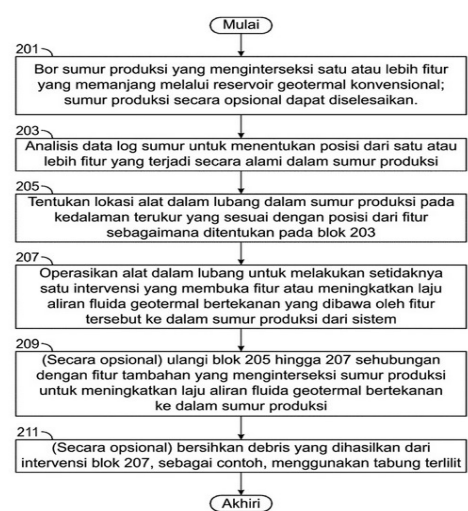 Mulai
201
Bor sumur produksi yang menginterseksi satu atau lebih fitur
yang memanjang melalui reservoir geotermal konvensional;
sumur produksi secara opsional dapat diselesaikan.
203
Analisis data log sumur untuk menentukan posisi dari satu atau
lebih fitur yang terjadi secara alami dalam sumur produksi
205
Tentukan lokasi alat dalam lubang dalam sumur produksi pada
kedalaman terukur yang sesuai dengan posisi dari fitur
sebagaimana ditentukan pada blok 203
207
Operasikan alat dalam lubang untuk melakukan setidaknya
satu intervensi yang membuka fitur atau meningkatkan laju
aliran fluida geotermal bertekanan yang dibawa oleh fitur
tersebut ke dalam sumur produksi dari sistem
209
(Secara opsional) ulangi blok 205 hingga 207 sehubungan
dengan fitur tambahan yang menginterseksi sumur produksi
untuk meningkatkan laju aliran fluida geotermal bertekanan
ke dalam sumur produksi
211
(Secara opsional) bersihkan debris yang dihasilkan dari
intervensi blok 207, sebagai contoh, menggunakan tabung terlilit
Akhiri